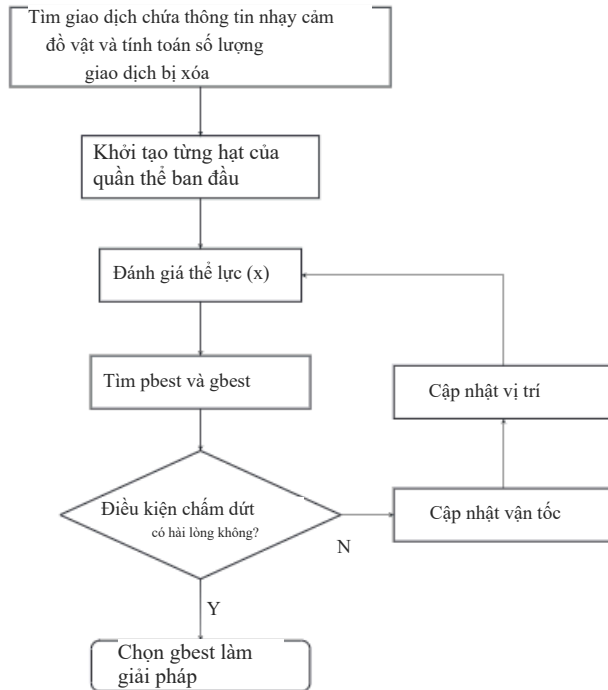 Tìm giao dịch chứa thông tin nhạy cảm
đồ vật và tính toán số lượng
giao dịch bị xóa
Khởi tạo từng hạt của
quần thể ban đầu
Đánh giá thể lực (x)
Tìm pbest và gbest
Cập nhật vị trí
Điều kiện chấm dứt
có hài lòng không?
N
Cập nhật vận tốc
Y
Chọn gbest làm
giải pháp